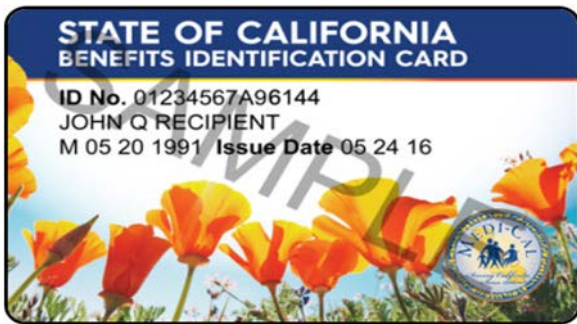 STATE OF CALIFORNIA
BENEFITS IDENTIFICATION CARD
ID No. 01234567A96144
JOHN Q RECIPIENT
M 05 20 1991 Issue Date 05 24 16
SAMPLE
MEDI-CAL